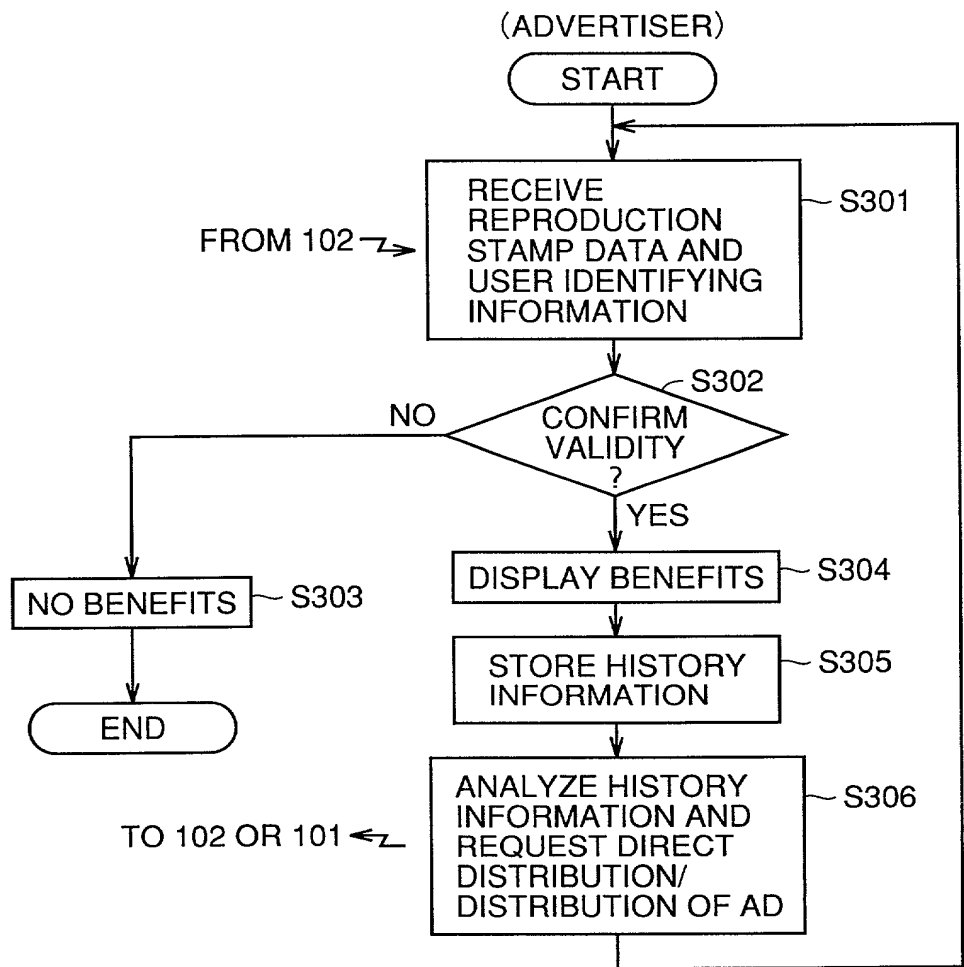 (ADVERTISER)
START
RECEIVE
REPRODUCTION
STAMP DATA AND
USER IDENTIFYING
INFORMATION
S301
FROM 102
S302
CONFIRM
VALIDITY
?
NO
YES
NO BENEFITS
S303
END
DISPLAY BENEFITS
S304
STORE HISTORY
INFORMATION
S305
ANALYZE HISTORY
INFORMATION AND
REQUEST DIRECT
DISTRIBUTION/
DISTRIBUTION OF AD
S306
TO 102 OR 101